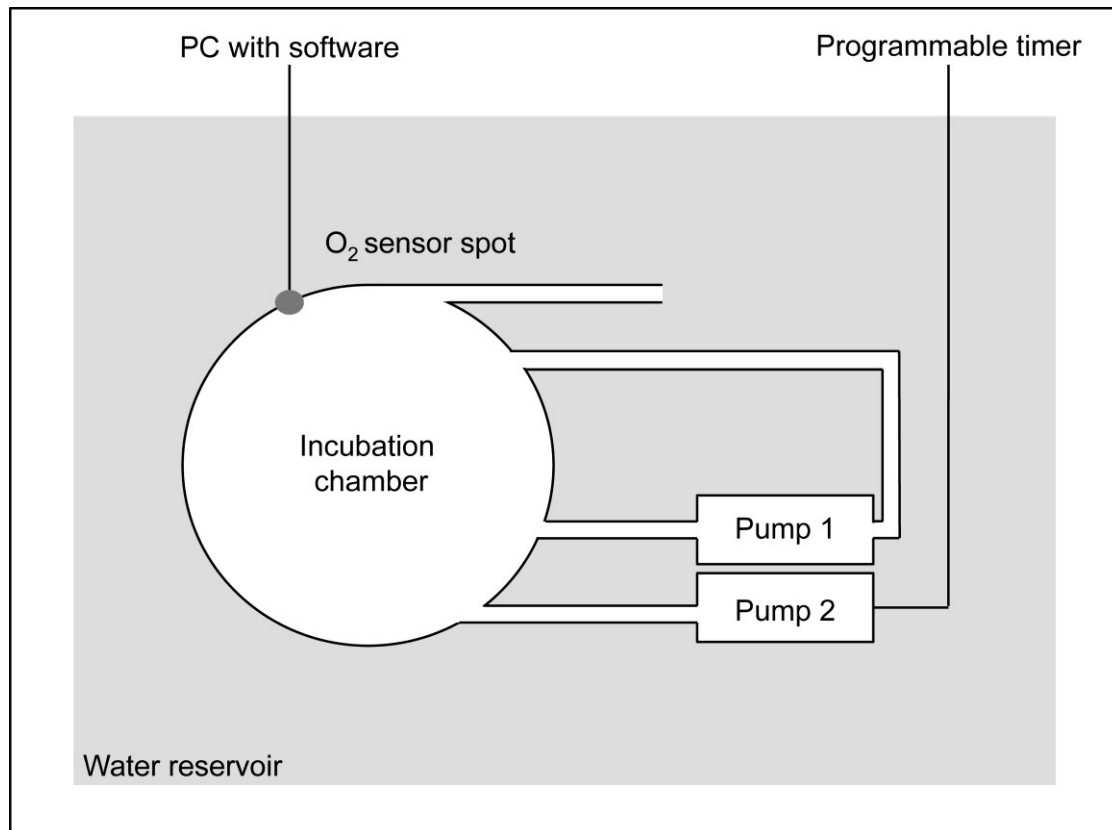 PC with software
Programmable timer
O₂ sensor spot
Incubation
chamber
Pump 1
Pump 2
Water reservoir